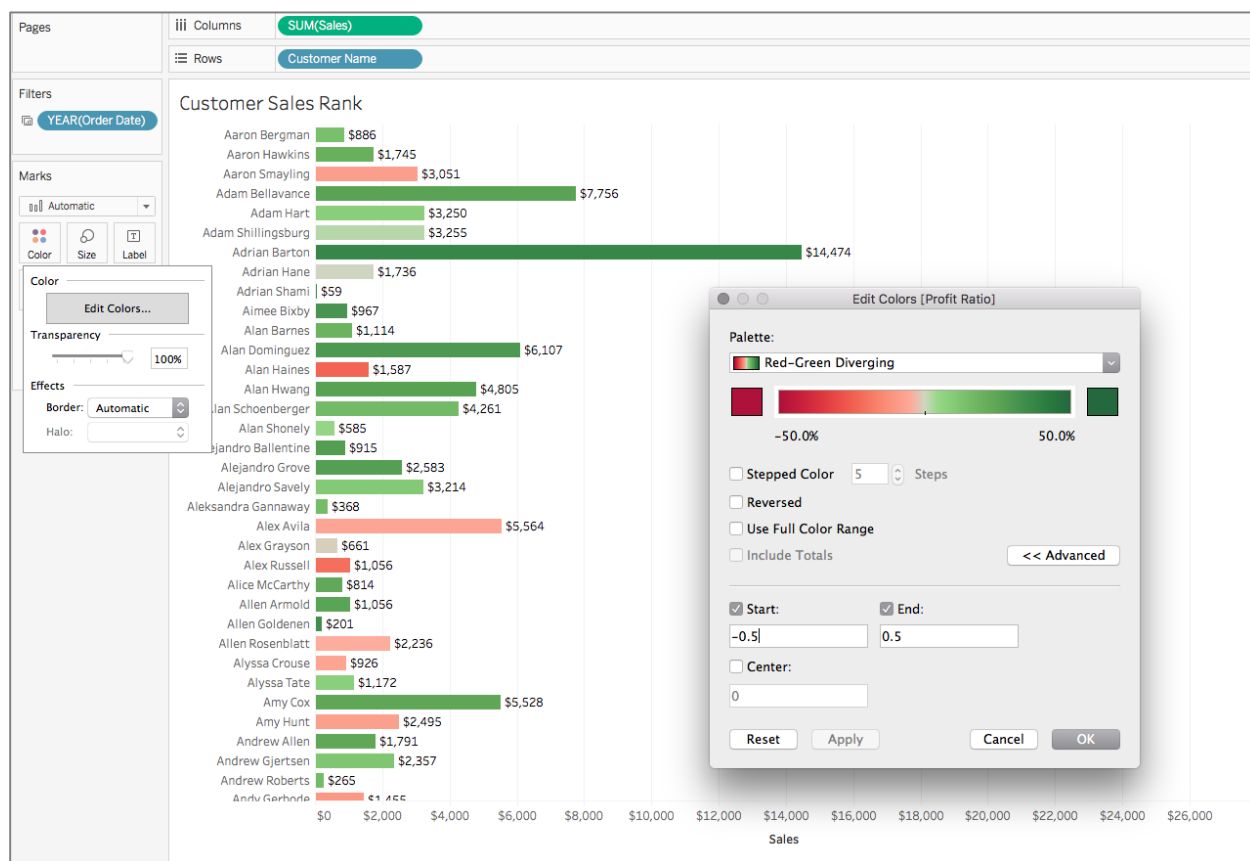 Pages
Columns
SUM(Sales)
Rows
Customer Name
Filters
YEAR(Order Date)
Marks
Automatic
Color
Size
Label
Color
Edit Colors...
Transparency
100%
Effects
Border:
Automatic
Halo:
Customer Sales Rank
Aaron Bergman $886
Aaron Hawkins $1,745
Aaron Smayling $3,051
Adam Bellavance $7,756
Adam Hart $3,250
Adam Shillingsburg $3,255
Adrian Barton $14,474
Adrian Hane $1,736
Adrian Shami $59
Aimee Bixby $967
Alan Barnes $1,114
Alan Dominguez $6,107
Alan Haines $1,587
Alan Hwang $4,805
Alan Schoenberger $4,261
Alan Shonely $585
ejandro Ballentine $915
Alejandro Grove $2,583
Alejandro Savely $3,214
Aleksandra Gannaway $368
Alex Avila $5,564
Alex Grayson $661
Alex Russell $1,056
Alice McCarthy $814
Allen Armold $1,056
Allen Goldenen $201
Allen Rosenblatt $2,236
Alyssa Crouse $926
Alyssa Tate $1,172
Amy Cox $5,528
Amy Hunt $2,495
Andrew Allen $1,791
Andrew Gjertsen $2,357
Andrew Roberts $265
Andy Gerbode $1,455
$0 $2,000 $4,000 $6,000 $8,000 $10,000 $12,000 $14,000 $16,000 $18,000 $20,000 $22,000 $24,000 $26,000
Sales
Edit Colors [Profit Ratio]
Palette:
Red-Green Diverging
-50.0% 50.0%
Stepped Color 5 Steps
Reversed
Use Full Color Range
Include Totals
<< Advanced
Start: End:
-0.5 0.5
Center:
0
Reset Apply Cancel OK